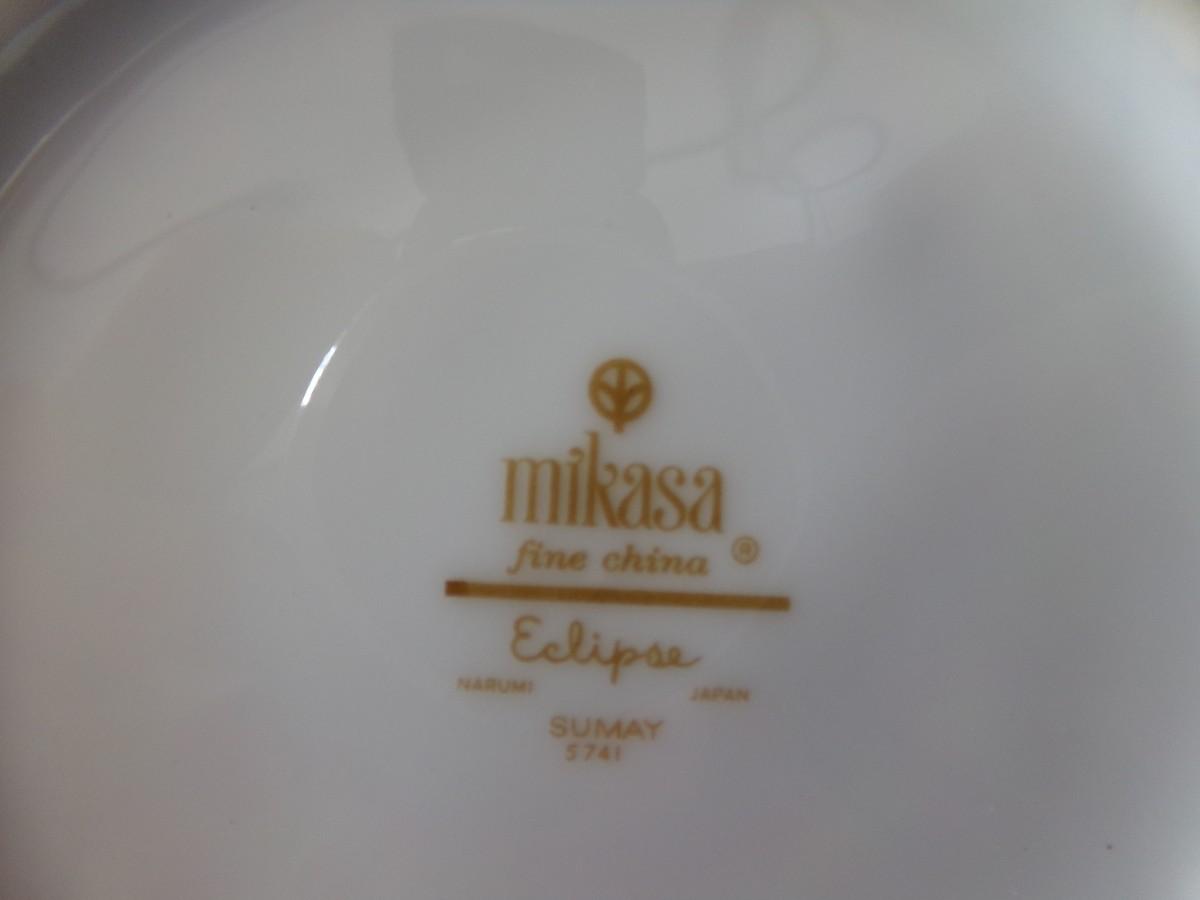 mikasa
fine china ®
Eclipse
NARUMI JAPAN
SUMAY
5741